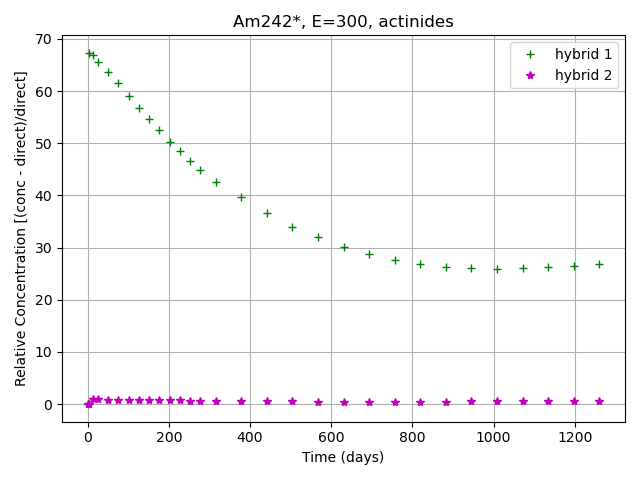 Am242*, E=300, actinides
hybrid 1
hybrid 2
Relative Concentration [(conc - direct)/direct]
70
60
50
40
30
20
10
0
0 200 400 600 800 1000 1200
Time (days)